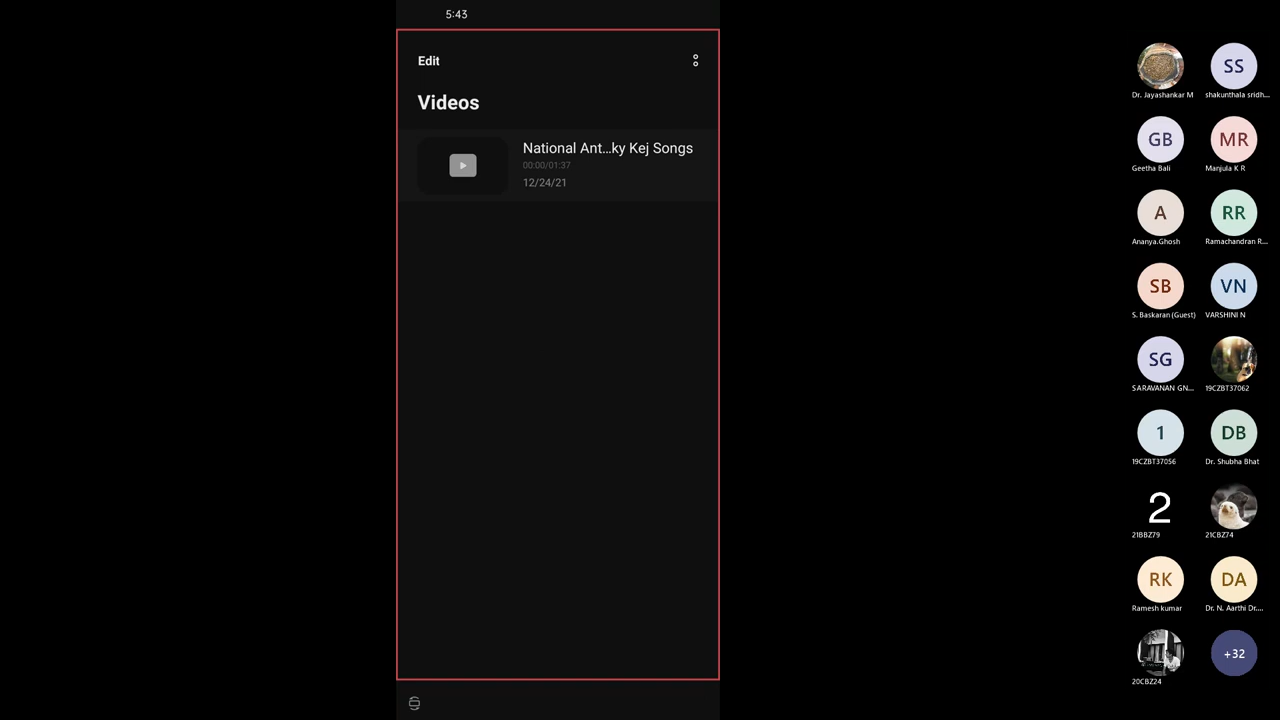 5:43
Edit
Videos
National Ant...ky Kej Songs
00:00/01:37
12/24/21
Dr. Jayashankar M
SS
shakunthala sridh...
GB
Geetha Bali
MR
Manjula K R
A
Ananya.Ghosh
RR
Ramachandran R...
SB
S. Baskaran (Guest)
VN
VARSHINI N
SG
SARAVANAN GN...
19CZBT37062
1
19CZBT37056
DB
Dr. Shubha Bhat
2
21BBZ79
21CBZ74
RK
Ramesh kumar
DA
Dr. N. Aarthi Dr....
20CBZ24
+32